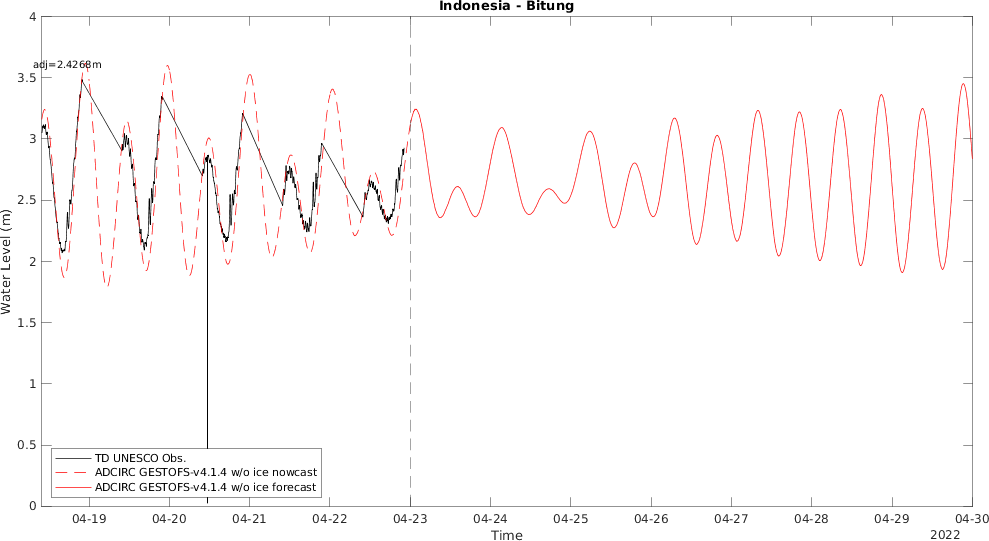 Indonesia - Bitung
4
adj=2.4268m
3.5
3
2.5
2
1.5
1
0.5
0
Water Level (m)
TD UNESCO Obs.
ADCIRC GESTOFS-v4.1.4 w/o ice nowcast
ADCIRC GESTOFS-v4.1.4 w/o ice forecast
04-19 04-20 04-21 04-22 04-23 04-24 04-25 04-26 04-27 04-28 04-29 04-30
Time
2022